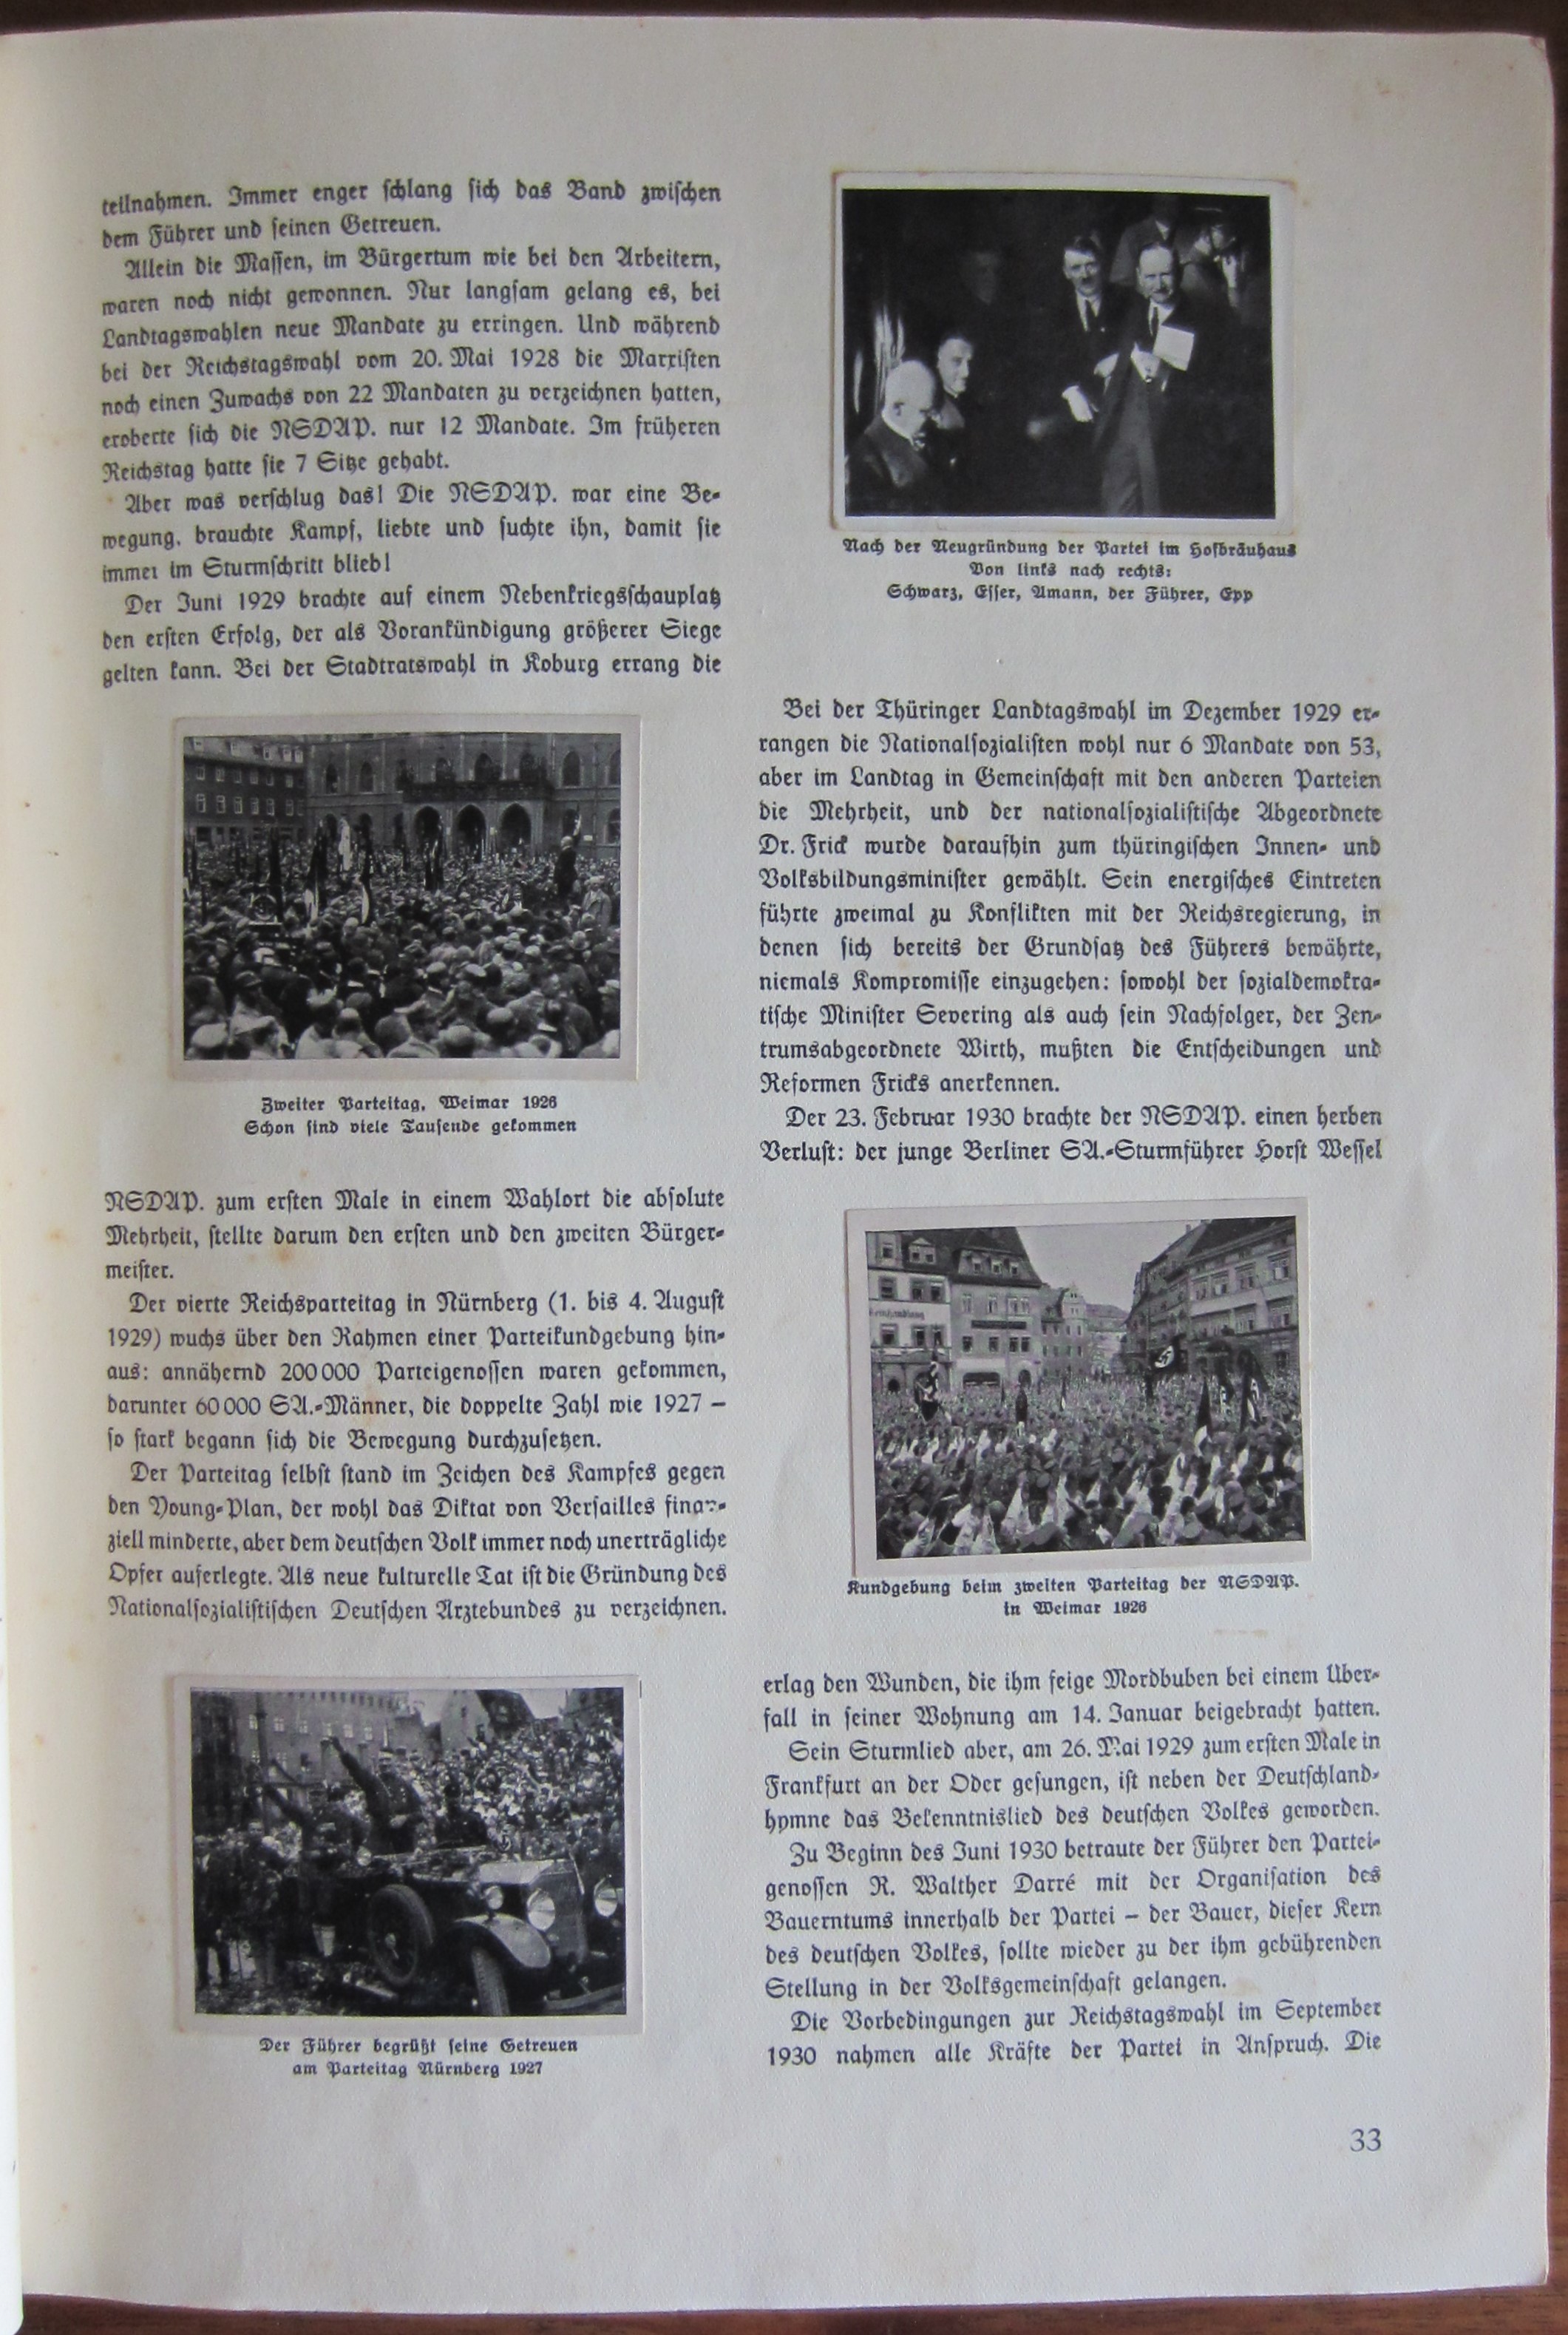 teilnahmen. Immer enger schlang sich das Band zwischen
dem Führer und seinen Getreuen.
Allein die Massen, im Bürgertum wie bei den Arbeitern,
waren noch nicht gewonnen. Nur langsam gelang es, bei
Landtagswahlen neue Mandate zu erringen. Und während
bei der Reichstagswahl vom 20. Mai 1928 die Marxisten
noch einen Zuwachs von 22 Mandaten zu verzeichnen hatten,
eroberte sich die NSDAP. nur 12 Mandate. Im früheren
Reichstag hatte sie 7 Sitze gehabt.
Aber was verschlug das! Die NSDAP. war eine Be-
wegung, brauchte Kampf, liebte und suchte ihn, damit sie
immer im Sturmschritt blieb!
Der Juni 1929 brachte auf einem Nebenkriegsschauplatz
den ersten Erfolg, der als Vorankündigung größerer Siege
gelten kann. Bei der Stadtratswahl in Koburg errang die
Zweiter Parteitag, Weimar 1926
Schon sind viele Tausende gekommen
NSDAP. zum ersten Male in einem Wahlort die absolute
Mehrheit, stellte darum den ersten und den zweiten Bürger-
meister.
Der vierte Reichsparteitag in Nürnberg (1. bis 4. August
1929) wuchs über den Rahmen einer Parteikundgebung hin-
aus: annähernd 200 000 Parteigenossen waren gekommen,
darunter 60 000 SA.-Männer, die doppelte Zahl wie 1927 –
so stark begann sich die Bewegung durchzusetzen.
Der Parteitag selbst stand im Zeichen des Kampfes gegen
den Young-Plan, der wohl das Diktat von Versailles finan-
ziell minderte, aber dem deutschen Volk immer noch unerträgliche
Opfer auferlegte. Als neue kulturelle Tat ist die Gründung des
Nationalsozialistischen Deutschen Ärztebundes zu verzeichnen.
Der Führer begrüßt seine Getreuen
am Parteitag Nürnberg 1927
Nach der Neugründung der Partei im Hofbräuhaus
Von links nach rechts:
Schwarz, Esser, Amann, der Führer, Epp
Bei der Thüringer Landtagswahl im Dezember 1929 er-
rangen die Nationalsozialisten wohl nur 6 Mandate von 53,
aber im Landtag in Gemeinschaft mit den anderen Parteien
die Mehrheit, und der nationalsozialistische Abgeordnete
Dr. Frick wurde daraufhin zum thüringischen Innen- und
Volksbildungsminister gewählt. Sein energisches Eintreten
führte zweimal zu Konflikten mit der Reichsregierung, in
denen sich bereits der Grundsatz des Führers bewährte,
niemals Kompromisse einzugehen: sowohl der sozialdemokra-
tische Minister Severing als auch sein Nachfolger, der Zen-
trumsabgeordnete Wirth, mußten die Entscheidungen und
Reformen Fricks anerkennen.
Der 23. Februar 1930 brachte der NSDAP. einen herben
Verlust: der junge Berliner SA.-Sturmführer Horst Wessel
Kundgebung beim zweiten Parteitag der NSDAP.
in Weimar 1926
erlag den Wunden, die ihm feige Mordbuben bei einem Über-
fall in seiner Wohnung am 14. Januar beigebracht hatten.
Sein Sturmlied aber, am 26. Mai 1929 zum ersten Male in
Frankfurt an der Oder gesungen, ist neben der Deutschland-
hymne das Bekenntnislied des deutschen Volkes geworden.
Zu Beginn des Juni 1930 betraute der Führer den Partei-
genossen R. Walther Darré mit der Organisation des
Bauerntums innerhalb der Partei – der Bauer, dieser Kern
des deutschen Volkes, sollte wieder zu der ihm gebührenden
Stellung in der Volksgemeinschaft gelangen.
Die Vorbedingungen zur Reichstagswahl im September
1930 nahmen alle Kräfte der Partei in Anspruch. Die
33